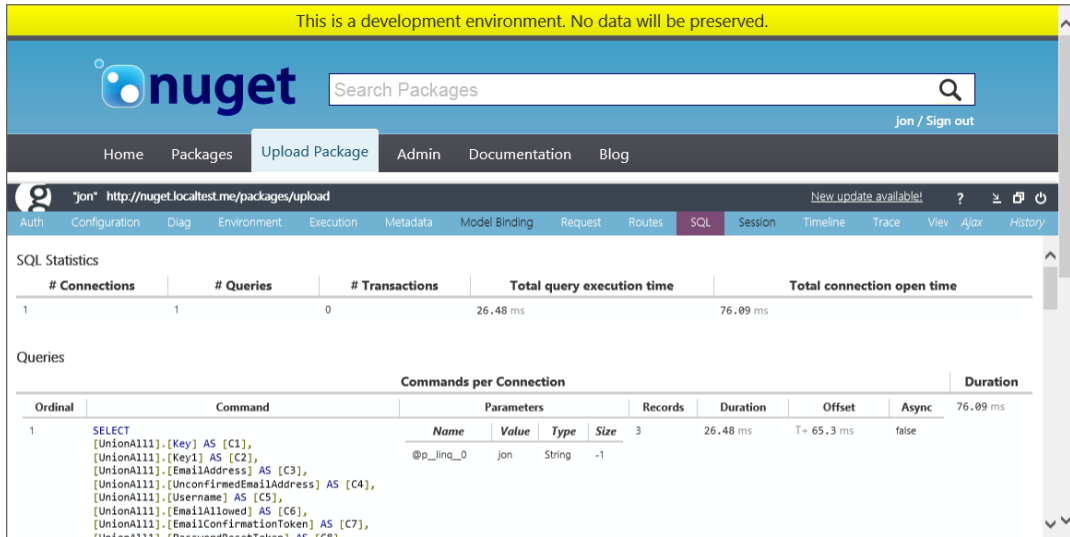 This is a development environment. No data will be preserved.
nuget
Search Packages
jon / Sign out
Home Packages Upload Package Admin Documentation Blog
g "jon" http://nuget.localtest.me/packages/upload New update available! ?
Auth Configuration Diag Environment Execution Metadata Model Binding Request Routes SQL Session Timeline Trace View Ajax History
SQL Statistics
# Connections # Queries # Transactions Total query execution time Total connection open time
1 1 0 26.48 ms 76.09 ms
Queries
Commands per Connection Duration
Ordinal Command Parameters Records Duration Offset Async 76.09 ms
1 SELECT Name Value Type Size 3 26.48 ms T+ 65.3 ms false
[UnionAll1].[Key] AS [C1],
[UnionAll1].[Key1] AS [C2], @p_linq_0 jon String -1
[UnionAll1].[EmailAddress] AS [C3],
[UnionAll1].[UnconfirmedEmailAddress] AS [C4],
[UnionAll1].[Username] AS [C5],
[UnionAll1].[EmailAllowed] AS [C6],
[UnionAll1].[EmailConfirmationToken] AS [C7],
[UnionAll1].[PasswordResetToken] AS [C8]